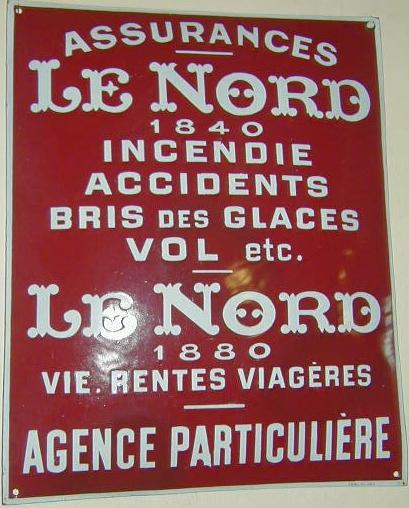 ASSURANCES
LE NORD
1840
INCENDIE
ACCIDENTS
BRIS DES GLACES
VOL etc.
LE NORD
1880
VIE. RENTES VIAGÈRES
AGENCE PARTICULIÈRE